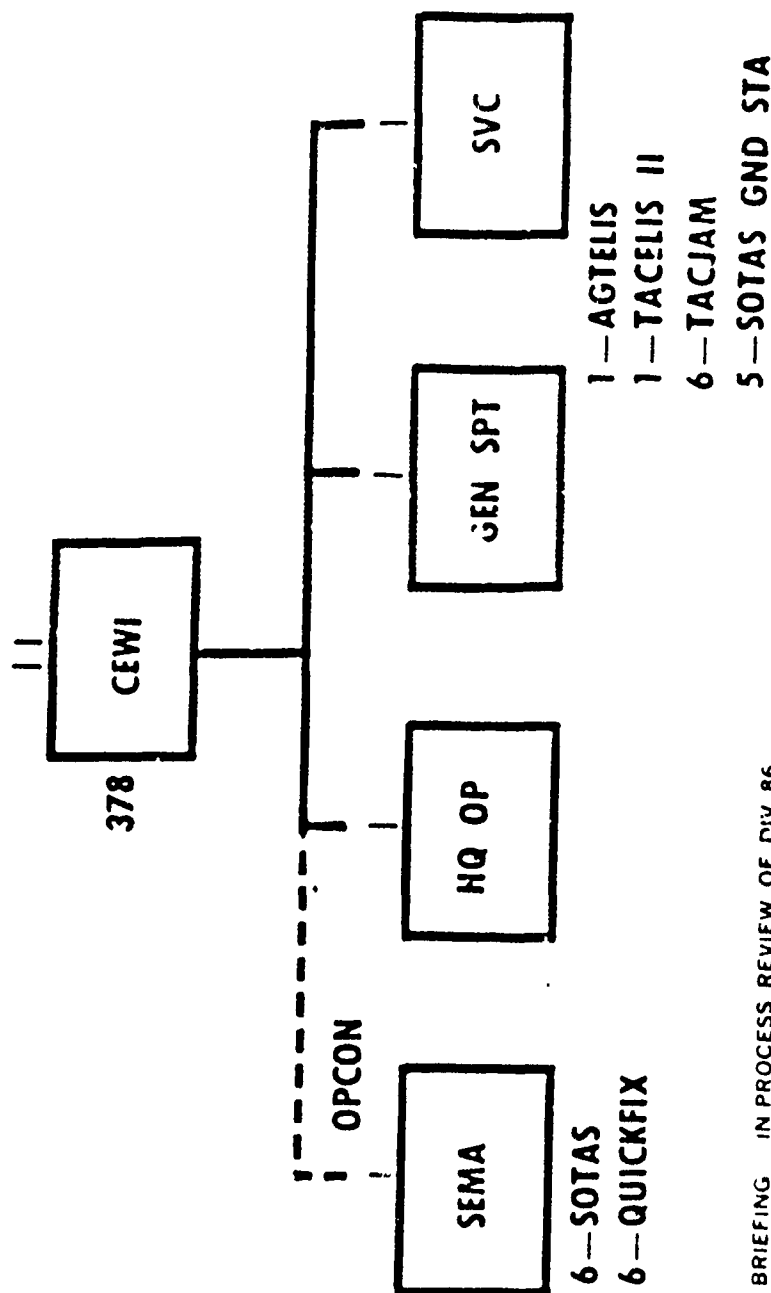 II
CEWI
378
OPCON
SEMA
HQ OP
GEN SPT
SVC
6—SOTAS
6—QUICKFIX
1—AGTELIS
1—TACELIS II
6—TACJAM
5—SOTAS GND STA
BRIEFING IN PROCESS REVIEW OF DIV 86